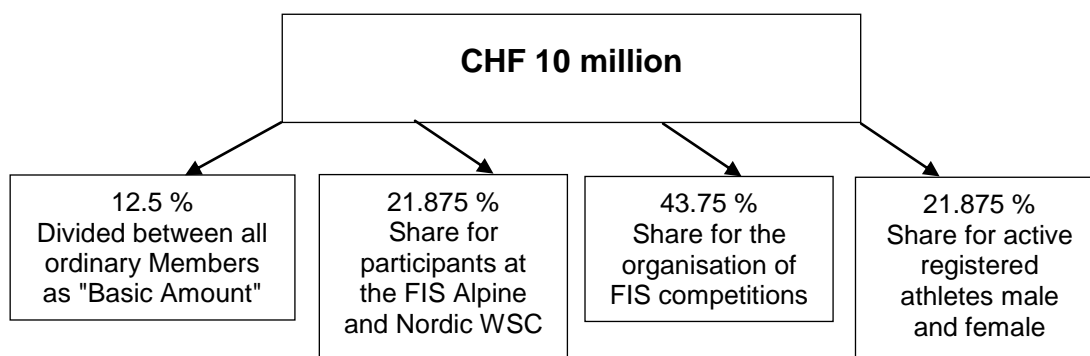 CHF 10 million
12.5 %
Divided between all
ordinary Members
as "Basic Amount"
21.875 %
Share for
participants at
the FIS Alpine
and Nordic WSC
43.75 %
Share for the
organisation of
FIS competitions
21.875 %
Share for active
registered
athletes male
and female